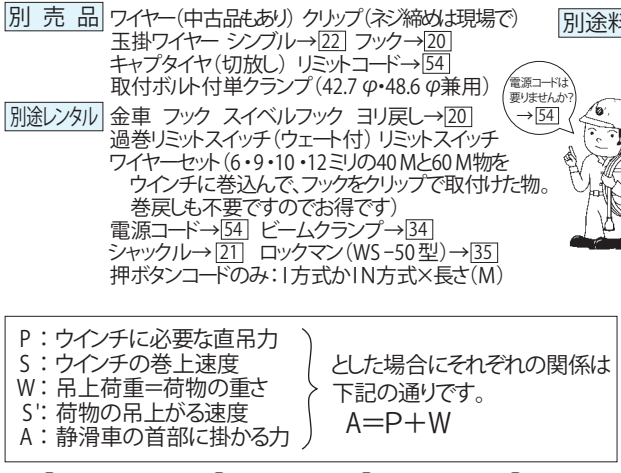 別売品 ワイヤー（中古品もあり） クリップ（ネジ締めは現場で）
玉掛ワイヤー シンブル→22 フック→20
キャプタイヤ（切放し） リミットコード→54
取付ボルト付単クランプ（42.7 φ・48.6 φ兼用）
別途レンタル 金車 フック スイベルフック ヨリ戻し→20
過巻リミットスイッチ（ウェート付） リミットスイッチ
ワイヤーセット（6・9・10・12ミリの40Mと60M物を
ウインチに巻込んで、フックをクリップで取付けた物。
巻戻しも不要ですのでお得です）
電源コード→54 ビームクランプ→34
シャックル→21 ロックマン（WS-50型）→35
押ボタンコードのみ：I方式かIN方式×長さ（M）
別途料
電源コードは
要りませんか？
→54
P：ウインチに必要な直吊力
S：ウインチの巻上速度
W：吊上荷重＝荷物の重さ
S'：荷物の吊上がる速度
A：静滑車の首部に掛かる力
とした場合にそれぞれの関係は
下記の通りです。
A＝P＋W